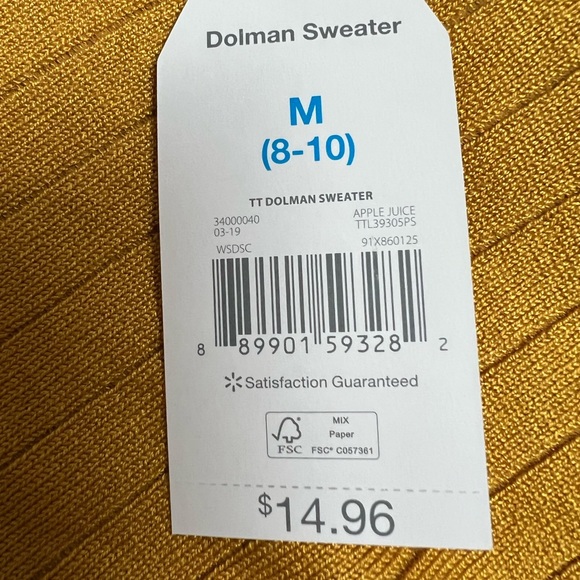 Dolman Sweater
M
(8-10)
TT DOLMAN SWEATER
34000040 APPLE JUICE
03-19 TTL39305PS
WSDSC 91X860125
8 89901 59328 2
Satisfaction Guaranteed
MIX
Paper
FSC FSC® C057361
$14.96